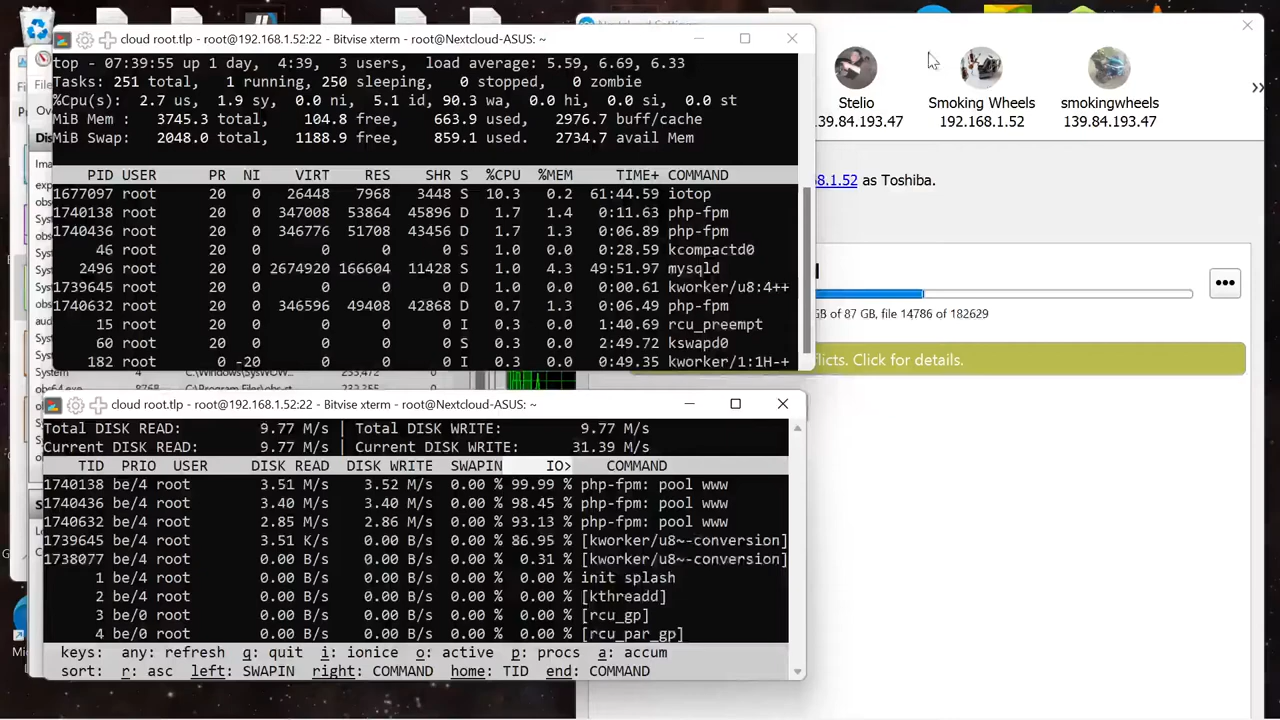 cloud root.tlp - root@192.168.1.52:22 - Bitvise xterm - root@Nextcloud-ASUS: ~
top - 07:39:55 up 1 day, 4:39, 3 users, load average: 5.59, 6.69, 6.33
Tasks: 251 total, 1 running, 250 sleeping, 0 stopped, 0 zombie
%Cpu(s): 2.7 us, 1.9 sy, 0.0 ni, 5.1 id, 90.3 wa, 0.0 hi, 0.0 si, 0.0 st
MiB Mem : 3745.3 total, 104.8 free, 663.9 used, 2976.7 buff/cache
MiB Swap: 2048.0 total, 1188.9 free, 859.1 used. 2734.7 avail Mem
PID USER PR NI VIRT RES SHR S %CPU %MEM TIME+ COMMAND
1677097 root 20 0 26448 7968 3448 S 10.3 0.2 61:44.59 iotop
1740138 root 20 0 347008 53864 45896 D 1.7 1.4 0:11.63 php-fpm
1740436 root 20 0 346776 51708 43456 D 1.7 1.3 0:06.89 php-fpm
46 root 20 0 0 0 0 S 1.0 0.0 0:28.59 kcompactd0
2496 root 20 0 2674920 166604 11428 S 1.0 4.3 49:51.97 mysqld
1739645 root 20 0 0 0 0 D 1.0 0.0 0:00.61 kworker/u8:4++
1740632 root 20 0 346596 49408 42868 D 0.7 1.3 0:06.49 php-fpm
15 root 20 0 0 0 0 I 0.3 0.0 1:40.69 rcu_preempt
60 root 20 0 0 0 0 S 0.3 0.0 2:49.72 kswapd0
182 root 0 -20 0 0 0 I 0.3 0.0 0:49.35 kworker/1:1H-+
Stelio
139.84.193.47
Smoking Wheels
192.168.1.52
smokingwheels
139.84.193.47
8.1.52 as Toshiba.
GB of 87 GB, file 14786 of 182629
flicts. Click for details.
cloud root.tlp - root@192.168.1.52:22 - Bitvise xterm - root@Nextcloud-ASUS: ~
Total DISK READ: 9.77 M/s | Total DISK WRITE: 9.77 M/s
Current DISK READ: 9.77 M/s | Current DISK WRITE: 31.39 M/s
TID PRIO USER DISK READ DISK WRITE SWAPIN IO> COMMAND
1740138 be/4 root 3.51 M/s 3.52 M/s 0.00 % 99.99 % php-fpm: pool www
1740436 be/4 root 3.40 M/s 3.40 M/s 0.00 % 98.45 % php-fpm: pool www
1740632 be/4 root 2.85 M/s 2.86 M/s 0.00 % 93.13 % php-fpm: pool www
1739645 be/4 root 3.51 K/s 0.00 B/s 0.00 % 86.95 % [kworker/u8~-conversion]
1738077 be/4 root 0.00 B/s 0.00 B/s 0.00 % 0.31 % [kworker/u8~-conversion]
1 be/4 root 0.00 B/s 0.00 B/s 0.00 % 0.00 % init splash
2 be/4 root 0.00 B/s 0.00 B/s 0.00 % 0.00 % [kthreadd]
3 be/0 root 0.00 B/s 0.00 B/s 0.00 % 0.00 % [rcu_gp]
4 be/0 root 0.00 B/s 0.00 B/s 0.00 % 0.00 % [rcu_par_gp]
keys: any: refresh q: quit i: ionice o: active p: procs a: accum
sort: r: asc left: SWAPIN right: COMMAND home: TID end: COMMAND